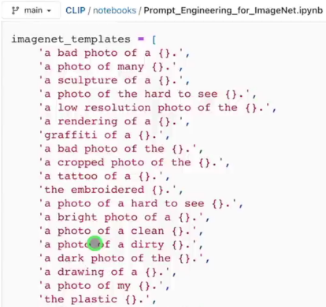 main
CLIP / notebooks / Prompt_Engineering_for_ImageNet.ipynb
imagenet_templates = [
'a bad photo of a {}.',
'a photo of many {}.',
'a sculpture of a {}.',
'a photo of the hard to see {}.',
'a low resolution photo of the {}.',
'a rendering of a {}.',
'graffiti of a {}.',
'a bad photo of the {}.',
'a cropped photo of the {}.',
'a tattoo of a {}.',
'the embroidered {}.',
'a photo of a hard to see {}.',
'a bright photo of a {}.',
'a photo of a clean {}.',
'a photo of a dirty {}.',
'a dark photo of the {}.',
'a drawing of a {}.',
'a photo of my {}.',
'the plastic {}.',